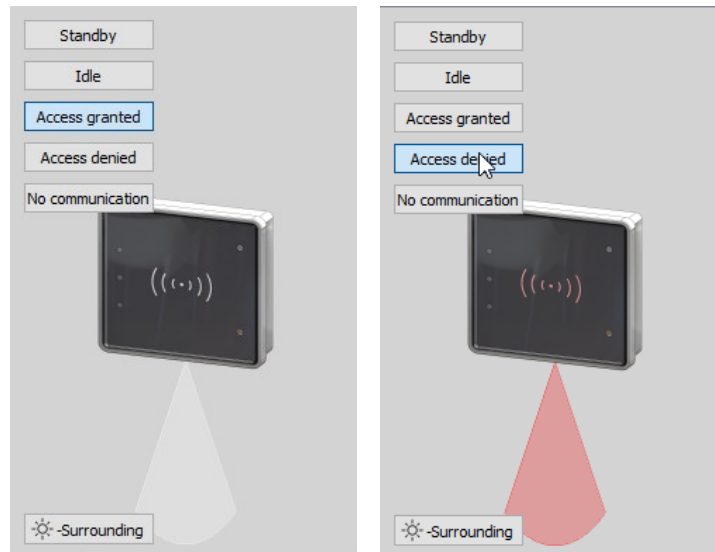 Standby
Idle
Access granted
Access denied
No communication
-Surrounding
Standby
Idle
Access granted
Access denied
No communication
-Surrounding